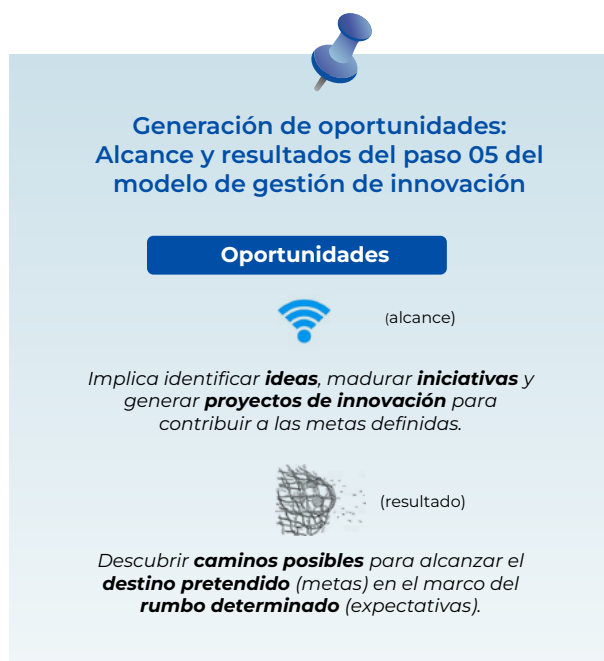 Generación de oportunidades:
Alcance y resultados del paso 05 del
modelo de gestión de innovación
Oportunidades
(alcance)
Implica identificar ideas, madurar iniciativas y
generar proyectos de innovación para
contribuir a las metas definidas.
(resultado)
Descubrir caminos posibles para alcanzar el
destino pretendido (metas) en el marco del
rumbo determinado (expectativas).